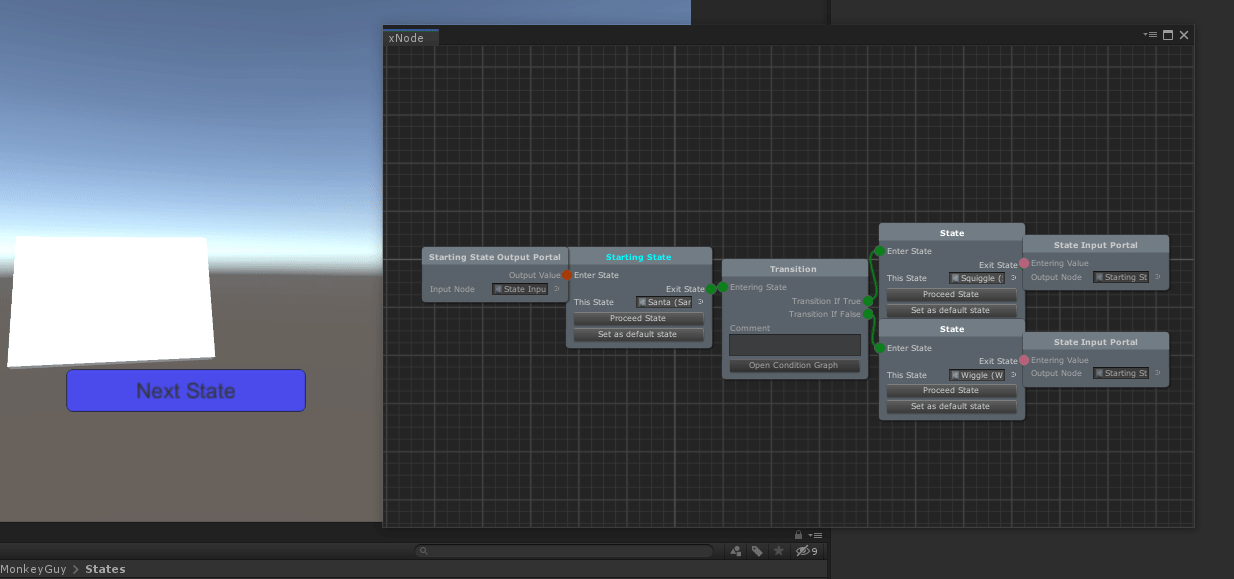 xNode
Next State
Starting State Output Portal
Output Value
Input Node
State Inpu
Starting State
Enter State
Exit State
This State
Santa (Sar
Proceed State
Set as default state
Transition
Entering State
Transition If True
Transition If False
Comment
Open Condition Graph
State
Enter State
Exit State
This State
Squiggle (
Proceed State
Set as default state
State Input Portal
Entering Value
Output Node
Starting St
State
Enter State
Exit State
This State
Wiggle (W
Proceed State
Set as default state
State Input Portal
Entering Value
Output Node
Starting St
9
MonkeyGuy > States